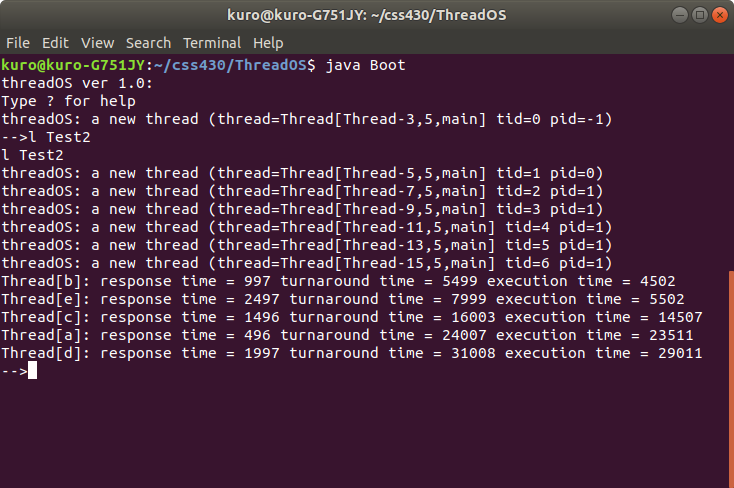 kuro@kuro-G751JY: ~/css430/ThreadOS
File Edit View Search Terminal Help
kuro@kuro-G751JY:~/css430/ThreadOS$ java Boot
threadOS ver 1.0:
Type ? for help
threadOS: a new thread (thread=Thread[Thread-3,5,main] tid=0 pid=-1)
-->l Test2
l Test2
threadOS: a new thread (thread=Thread[Thread-5,5,main] tid=1 pid=0)
threadOS: a new thread (thread=Thread[Thread-7,5,main] tid=2 pid=1)
threadOS: a new thread (thread=Thread[Thread-9,5,main] tid=3 pid=1)
threadOS: a new thread (thread=Thread[Thread-11,5,main] tid=4 pid=1)
threadOS: a new thread (thread=Thread[Thread-13,5,main] tid=5 pid=1)
threadOS: a new thread (thread=Thread[Thread-15,5,main] tid=6 pid=1)
Thread[b]: response time = 997 turnaround time = 5499 execution time = 4502
Thread[e]: response time = 2497 turnaround time = 7999 execution time = 5502
Thread[c]: response time = 1496 turnaround time = 16003 execution time = 14507
Thread[a]: response time = 496 turnaround time = 24007 execution time = 23511
Thread[d]: response time = 1997 turnaround time = 31008 execution time = 29011
-->